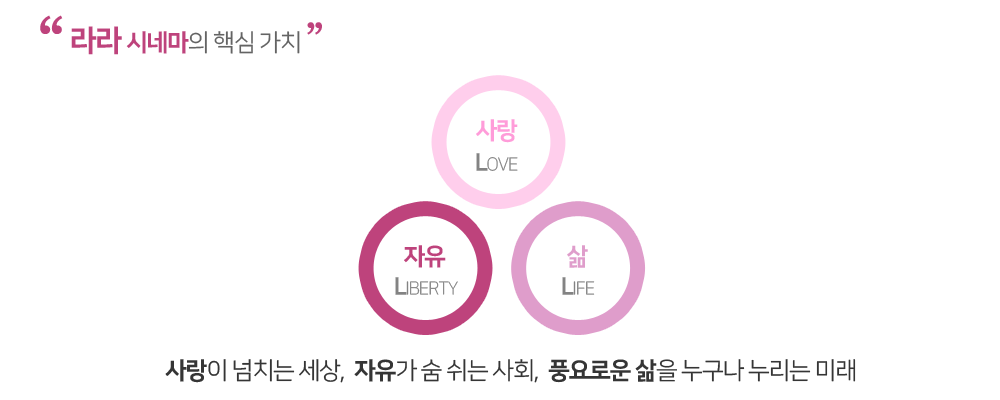 “ 라라 시네마의 핵심 가치 ”
사랑
LOVE
자유
LIBERTY
삶
LIFE
사랑이 넘치는 세상, 자유가 숨 쉬는 사회, 풍요로운 삶을 누구나 누리는 미래